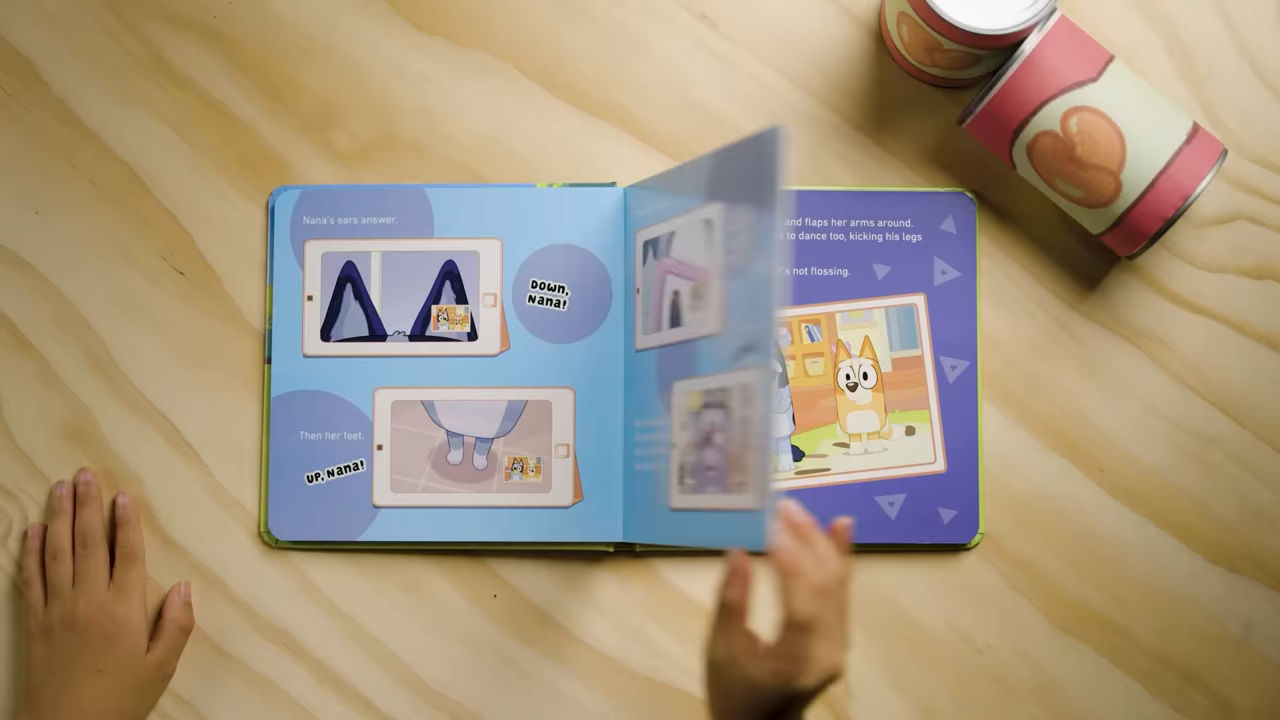 Nana's ears answer.
DOWN,
NANA!
Then her feet.
UP, NANA!
and flaps her arms around.
to dance too, kicking his legs
's not flossing.